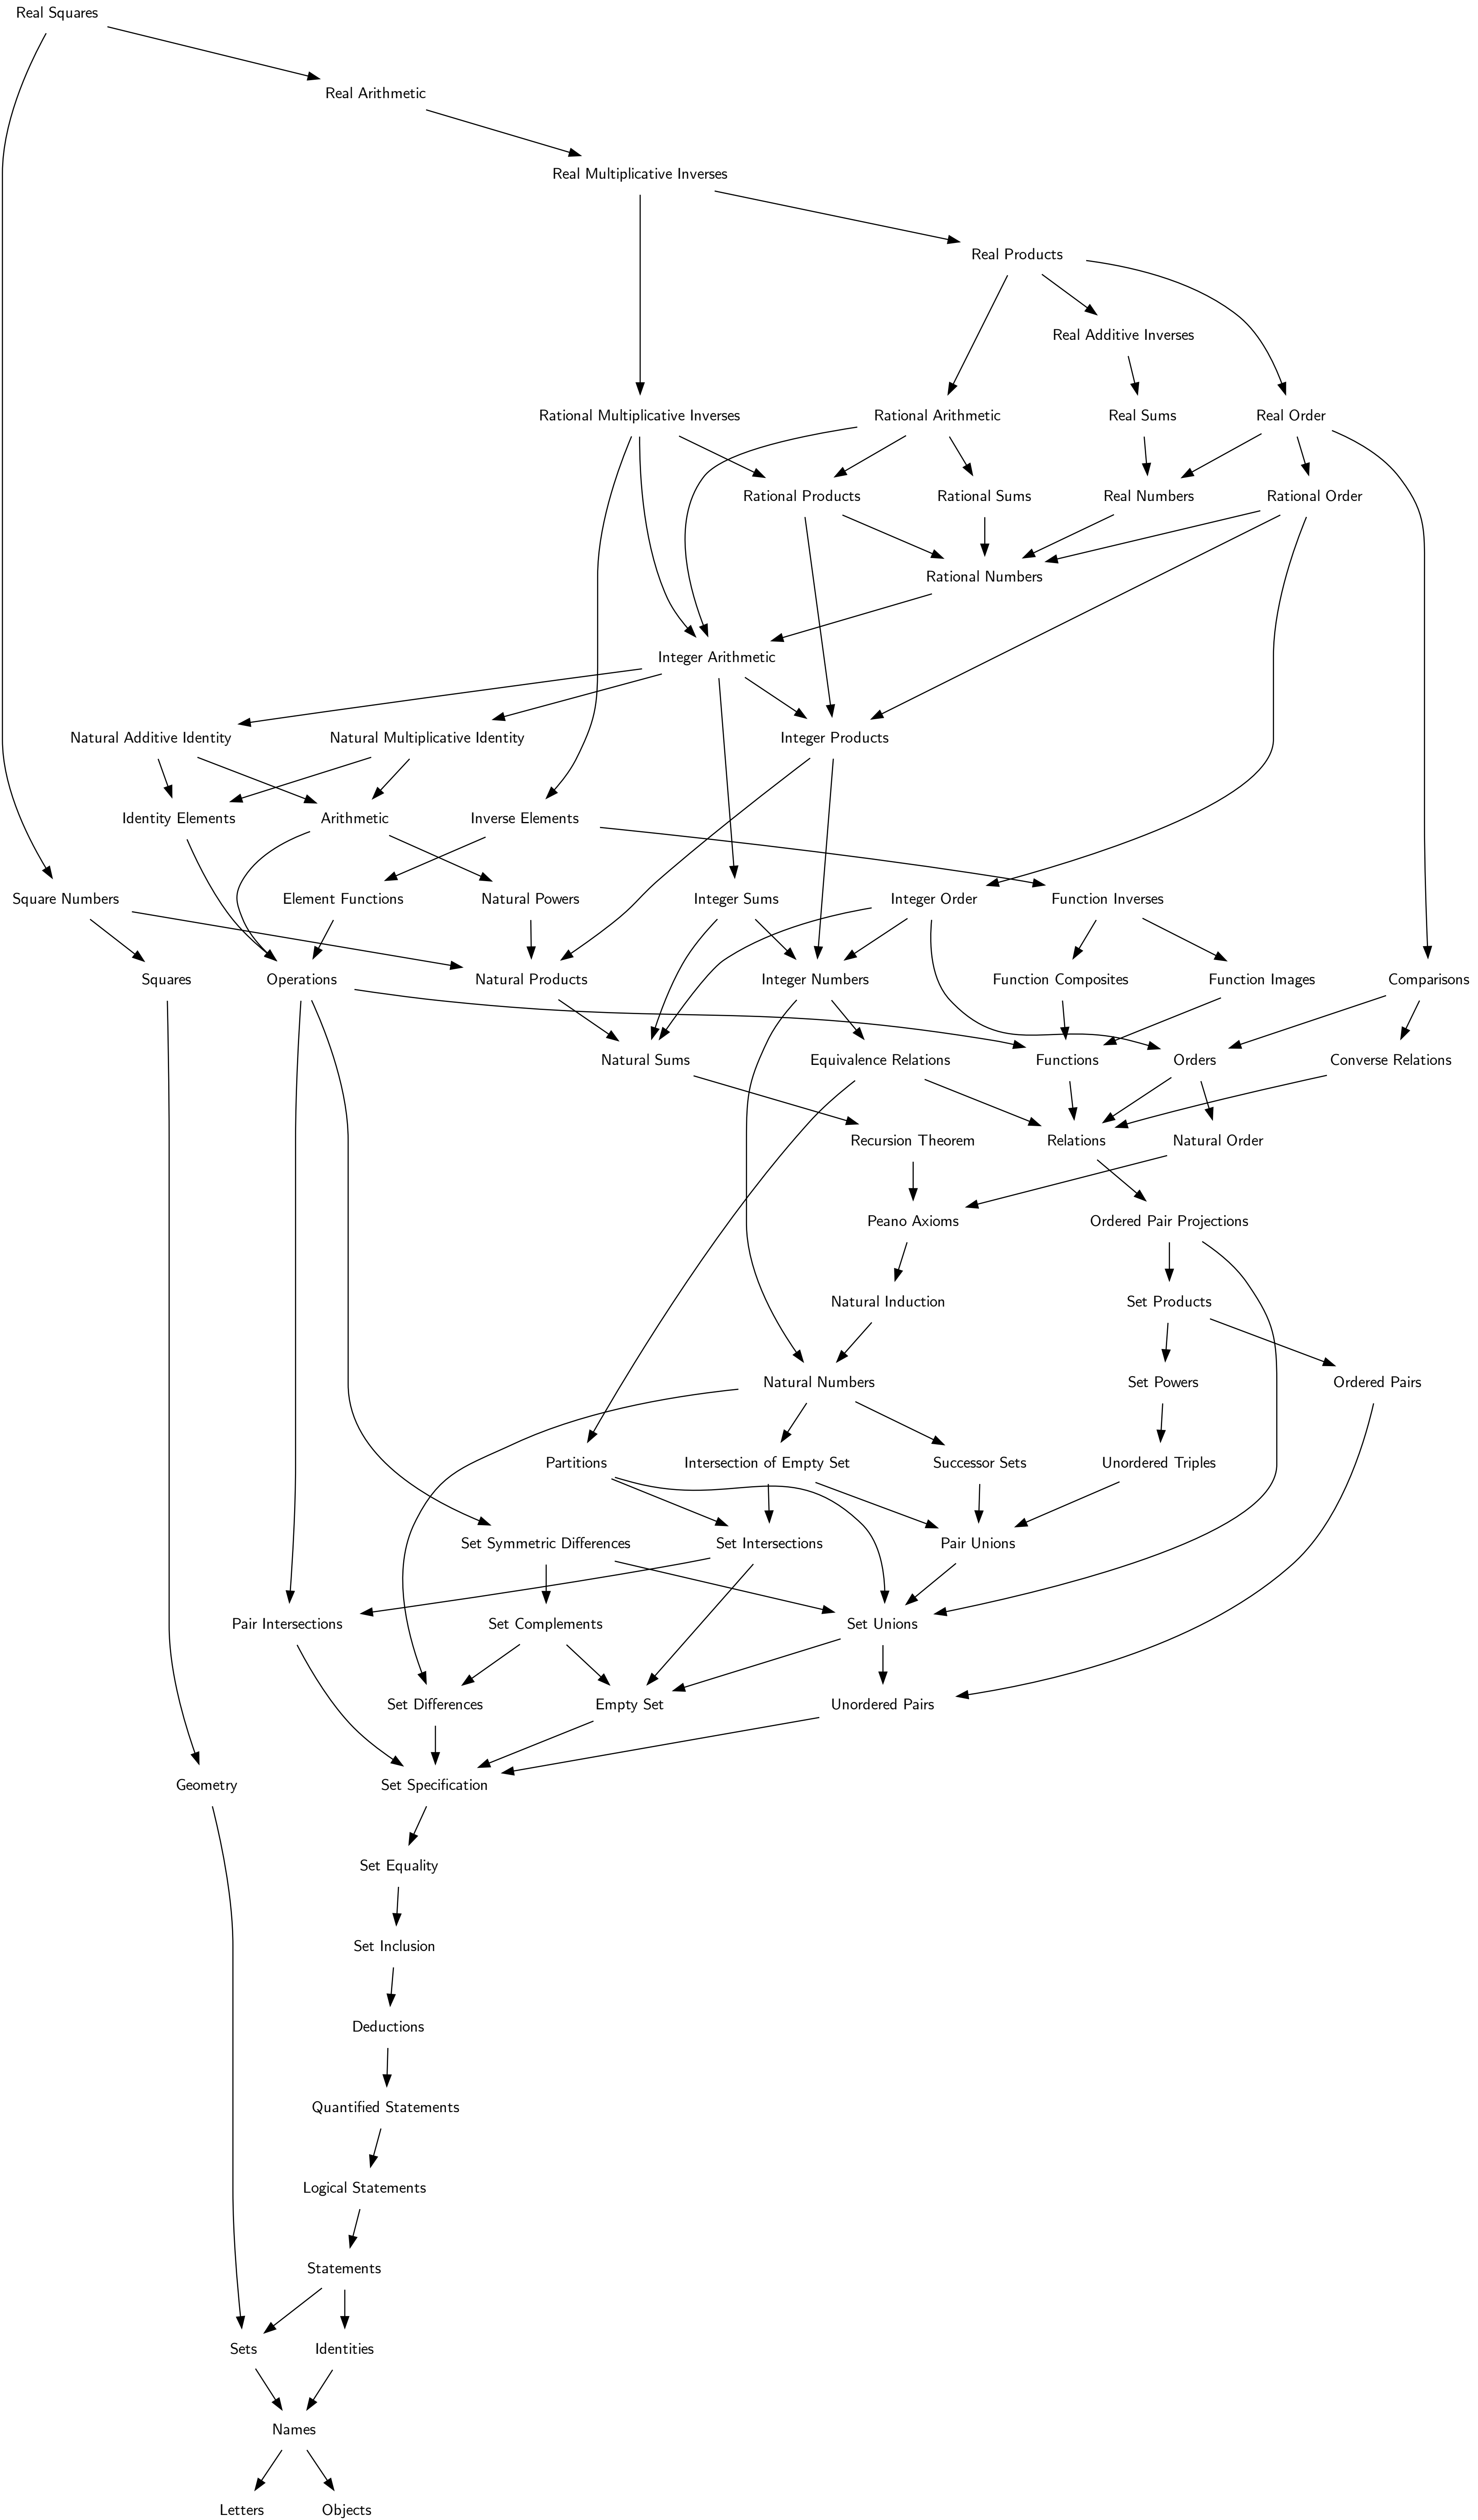 Real Squares
Real Arithmetic
Real Multiplicative Inverses
Real Products
Real Additive Inverses
Rational Multiplicative Inverses
Rational Arithmetic
Real Sums
Real Order
Rational Products
Rational Sums
Real Numbers
Rational Order
Rational Numbers
Integer Arithmetic
Natural Additive Identity
Natural Multiplicative Identity
Integer Products
Identity Elements
Arithmetic
Inverse Elements
Square Numbers
Element Functions
Natural Powers
Integer Sums
Integer Order
Function Inverses
Squares
Operations
Natural Products
Integer Numbers
Function Composites
Function Images
Comparisons
Natural Sums
Equivalence Relations
Functions
Orders
Converse Relations
Recursion Theorem
Relations
Natural Order
Peano Axioms
Ordered Pair Projections
Natural Induction
Set Products
Natural Numbers
Set Powers
Ordered Pairs
Partitions
Intersection of Empty Set
Successor Sets
Unordered Triples
Set Symmetric Differences
Set Intersections
Pair Unions
Pair Intersections
Set Complements
Set Unions
Set Differences
Empty Set
Unordered Pairs
Geometry
Set Specification
Set Equality
Set Inclusion
Deductions
Quantified Statements
Logical Statements
Statements
Sets
Identities
Names
Letters
Objects